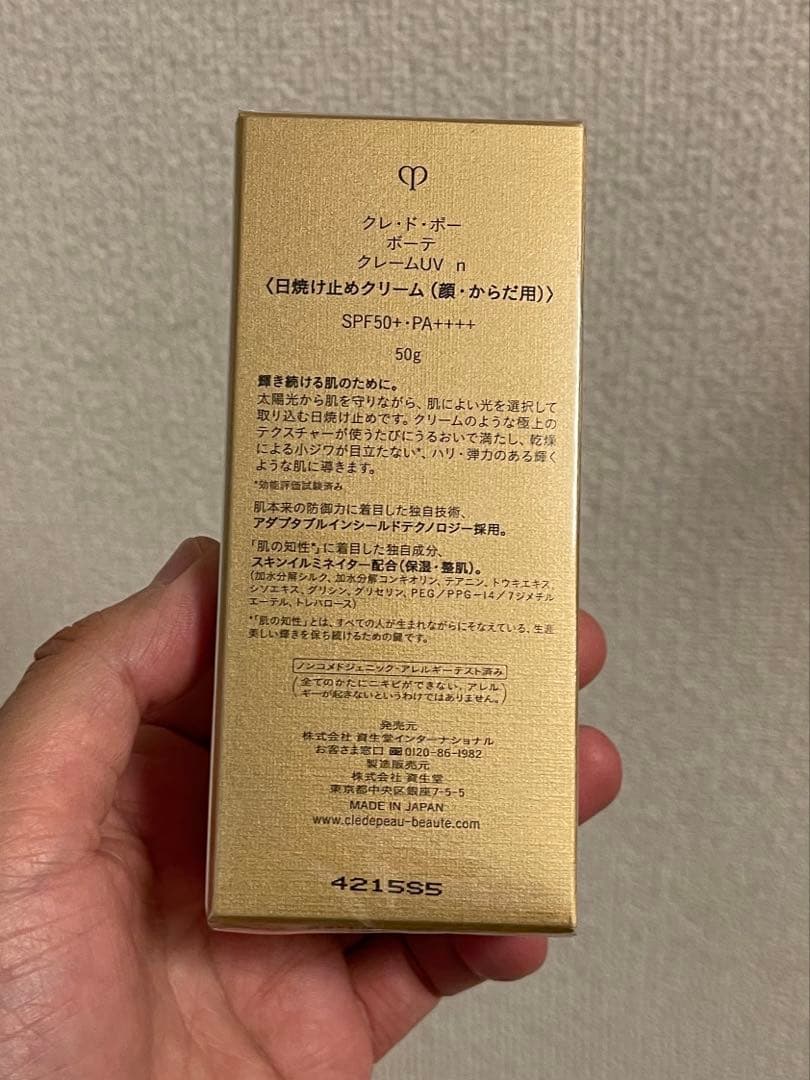 クレ・ド・ポー
ボーテ
クレームUV n
〈日焼け止めクリーム（顔・からだ用）〉
SPF50+・PA++++
50g
輝き続ける肌のために。
太陽光から肌を守りながら、肌によい光を選択して
取り込む日焼け止めです。クリームのような極上の
テクスチャーが使うたびにうるおいで満たし、乾燥
による小ジワが目立たない*、ハリ・弾力のある輝く
ような肌に導きます。
*効能評価試験済み
肌本来の防御力に着目した独自技術、
アダプタブルインシールドテクノロジー採用。
「肌の知性*」に着目した独自成分、
スキンイルミネイター配合（保湿・整肌）。
（加水分解シルク、加水分解コンキオリン、テアニン、トウキエキス、
シソエキス、グリシン、グリセリン、PEG／PPG-14／7ジメチル
エーテル、トレハロース）
*「肌の知性」とは、すべての人が生まれながらにそなえている、生涯
美しい輝きを保ち続けるための鍵です。
ノンコメドジェニック・アレルギーテスト済み
（全てのかたにニキビができない、アレル
ギーが起きないというわけではありません。）
発売元
株式会社 資生堂インターナショナル
お客さま窓口 0120-86-1982
製造販売元
株式会社 資生堂
東京都中央区銀座7-5-5
MADE IN JAPAN
www.cledepeau-beaute.com
4215S5